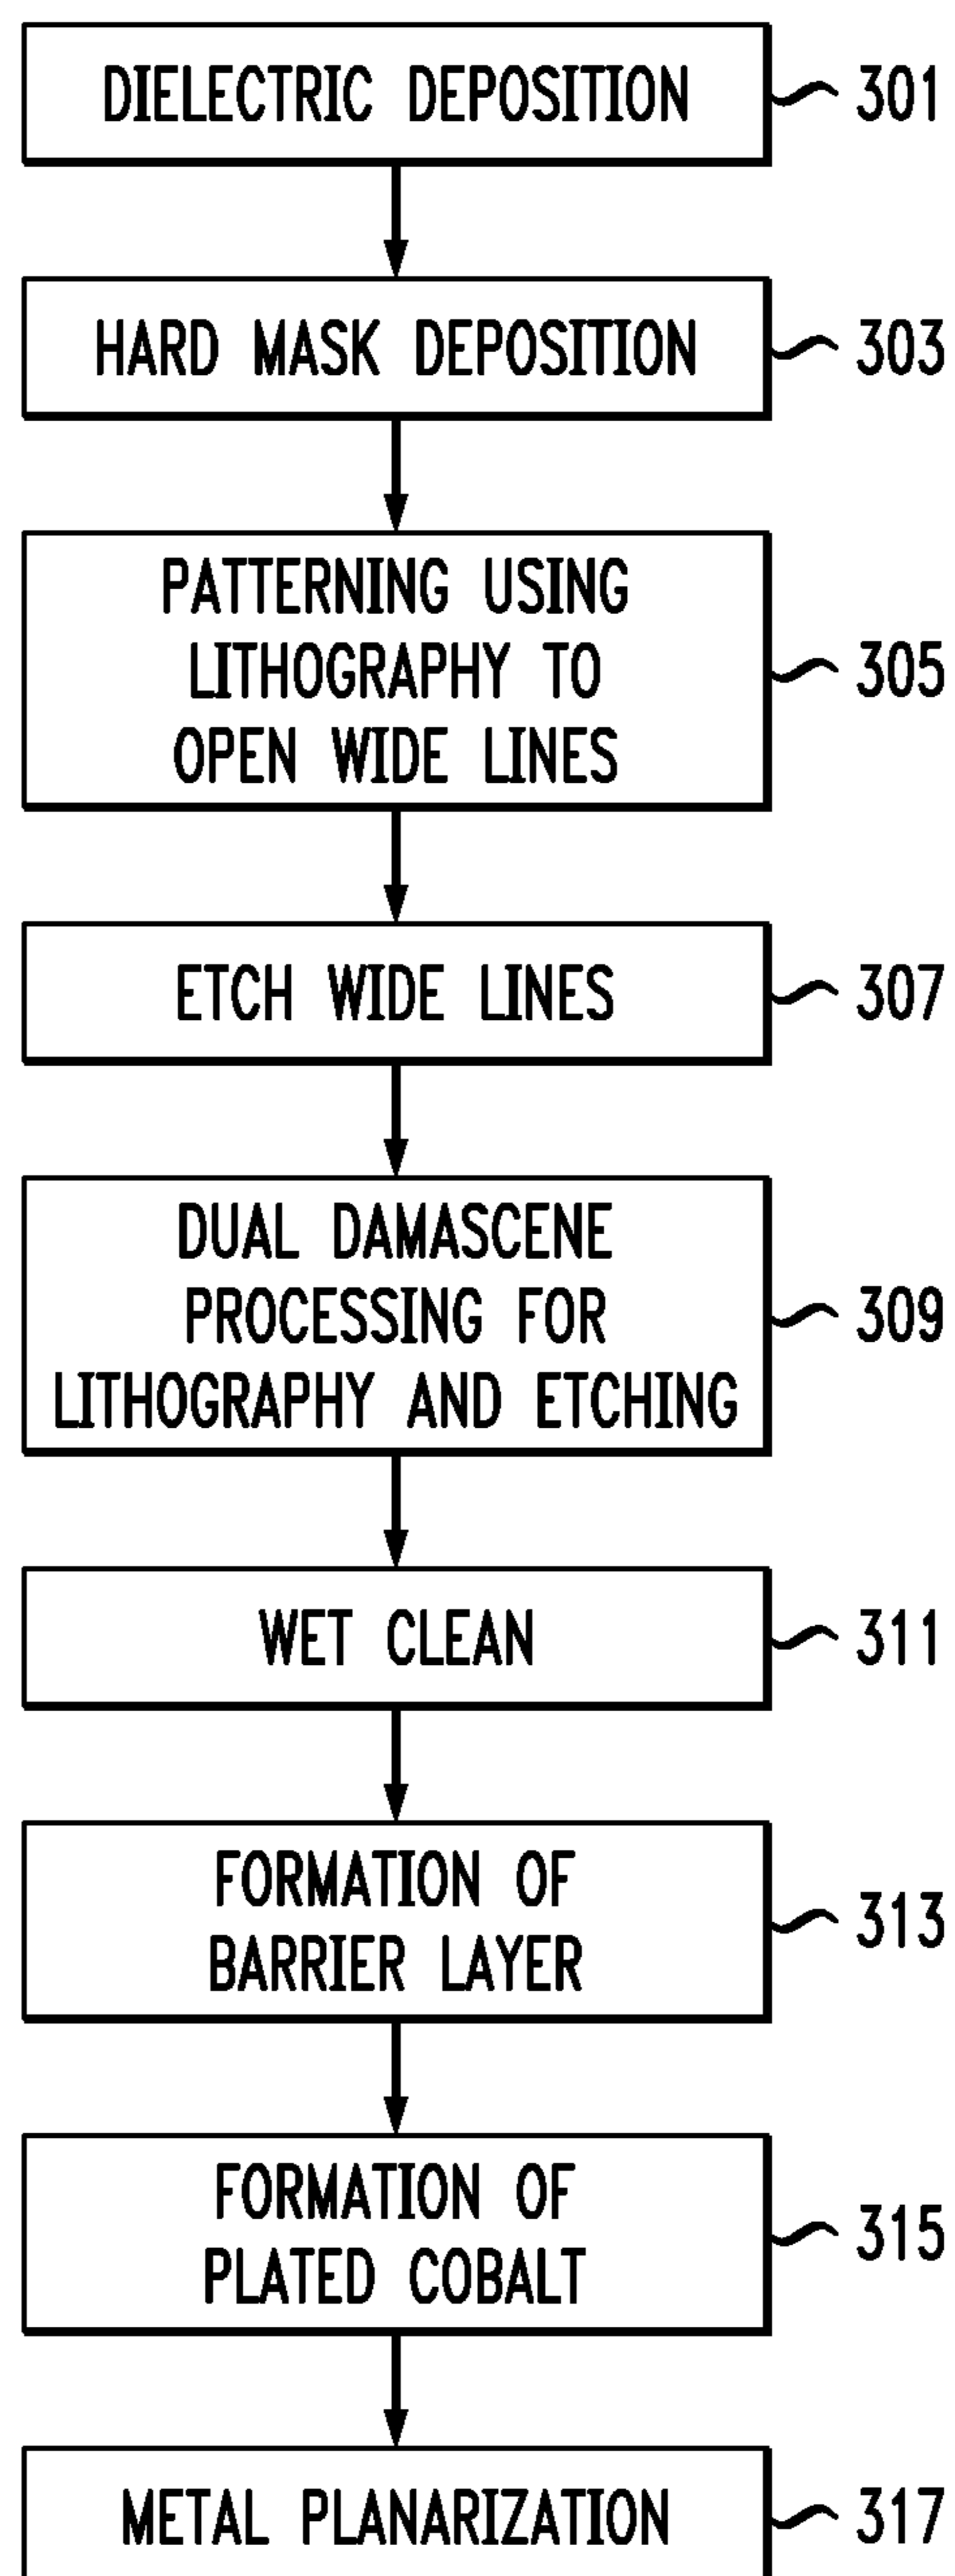 DIELECTRIC DEPOSITION 301
HARD MASK DEPOSITION 303
PATTERNING USING
LITHOGRAPHY TO 305
OPEN WIDE LINES
ETCH WIDE LINES 307
DUAL DAMASCENE
PROCESSING FOR 309
LITHOGRAPHY AND ETCHING
WET CLEAN 311
FORMATION OF
BARRIER LAYER
313
FORMATION OF
PLATED COBALT
315
METAL PLANARIZATION 317